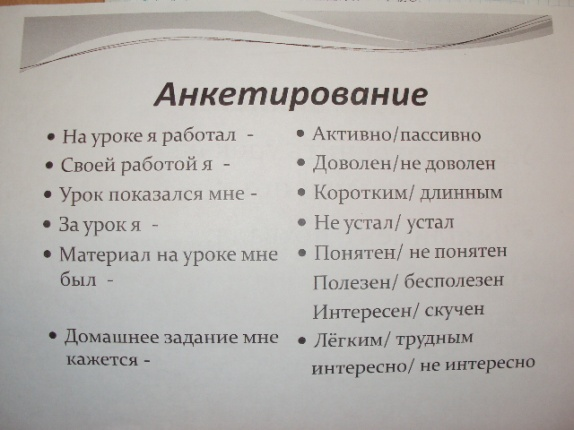 Анкетирование
• На уроке я работал -
• Активно/пассивно
• Своей работой я -
• Доволен/не доволен
• Урок показался мне -
• Коротким/ длинным
• За урок я -
• Не устал/ устал
• Материал на уроке мне
был -
• Понятен/ не понятен
Полезен/ бесполезен
Интересен/ скучен
• Домашнее задание мне
кажется -
• Лёгким/ трудным
интересно/ не интересно